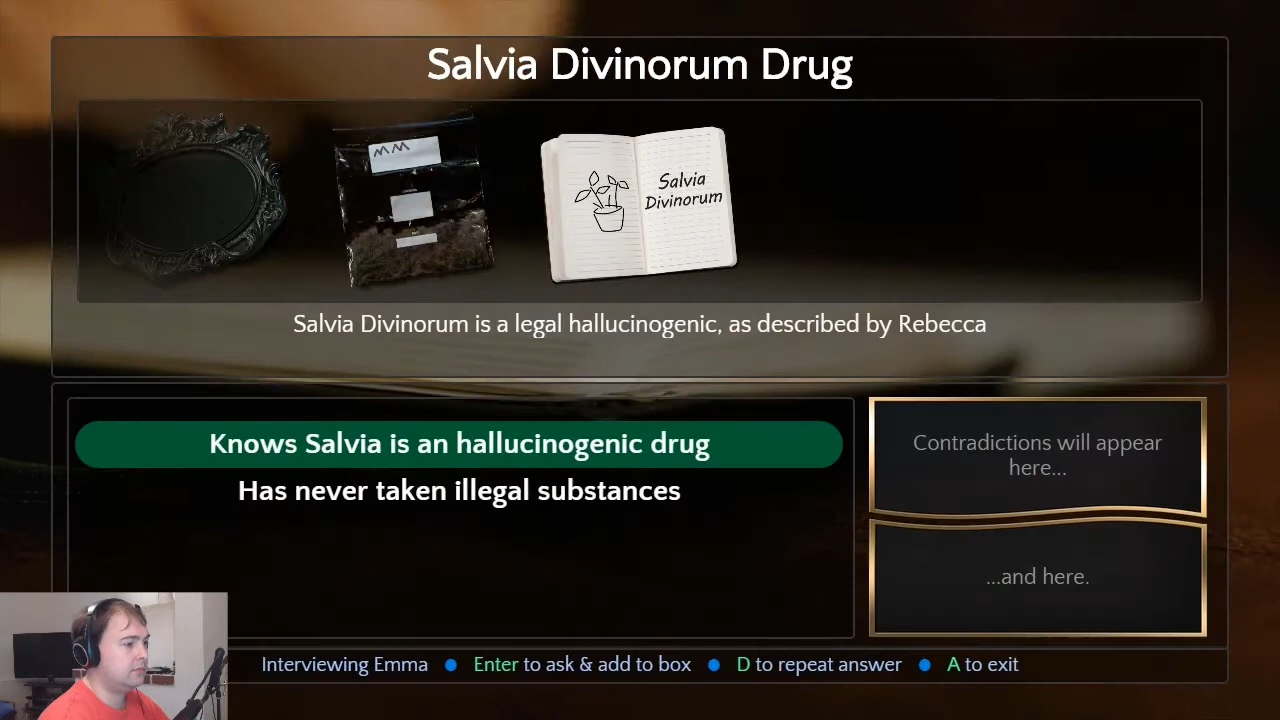 Salvia Divinorum Drug
MM
Salvia
Divinorum
Salvia Divinorum is a legal hallucinogenic, as described by Rebecca
Knows Salvia is an hallucinogenic drug
Has never taken illegal substances
Contradictions will appear
here...
...and here.
Interviewing Emma
Enter to ask & add to box
D to repeat answer
A to exit